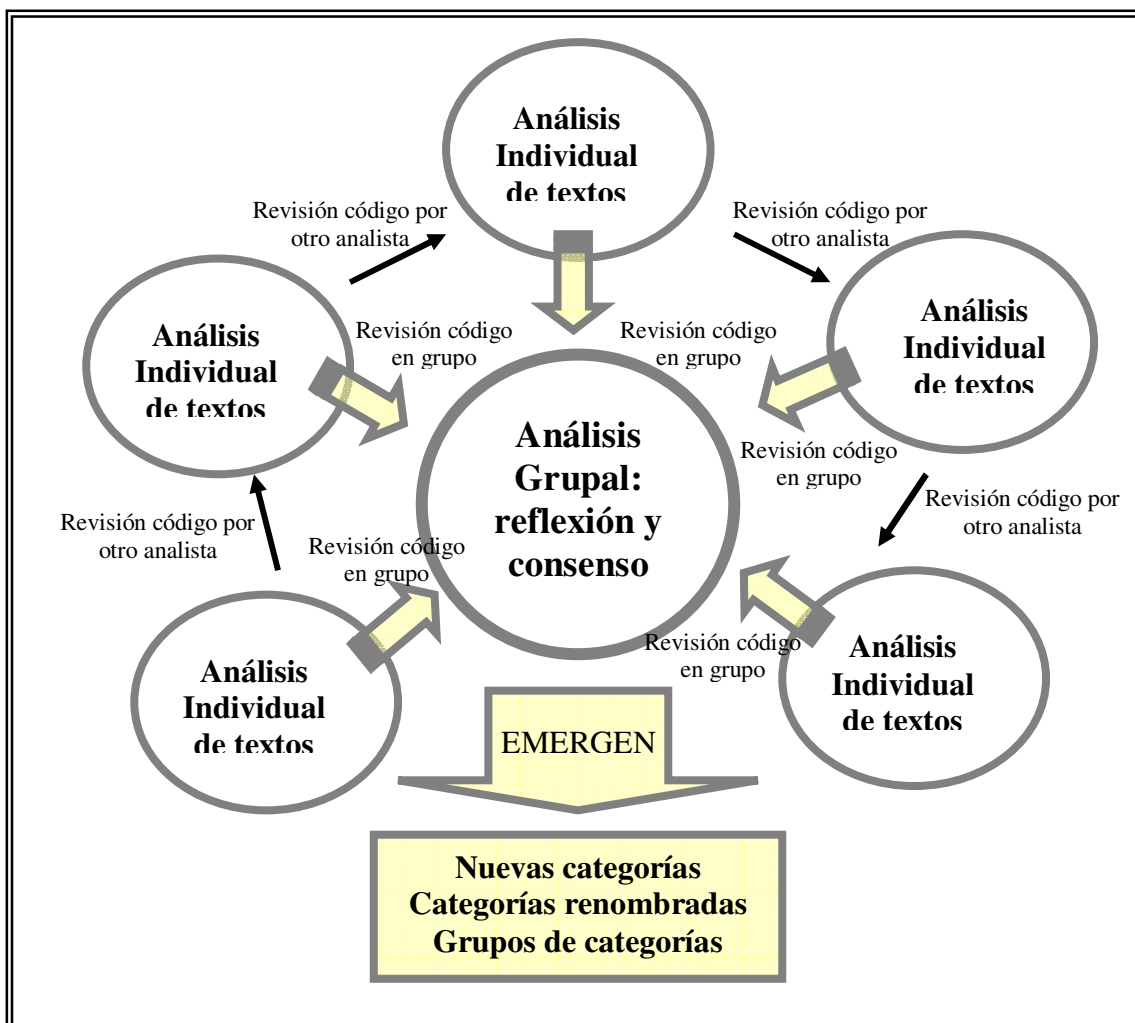 Análisis
Individual
de textos
Revisión código por
otro analista
Revisión código por
otro analista
Análisis
Individual
de textos
Revisión código
en grupo
Revisión código
en grupo
Análisis
Individual
de textos
Análisis
Grupal:
reflexión y
consenso
Revisión código
en grupo
Revisión código por
otro analista
Revisión código
en grupo
Revisión código por
otro analista
Análisis
Individual
de textos
Revisión código
en grupo
Análisis
Individual
de textos
EMERGEN
Nuevas categorías
Categorías renombradas
Grupos de categorías